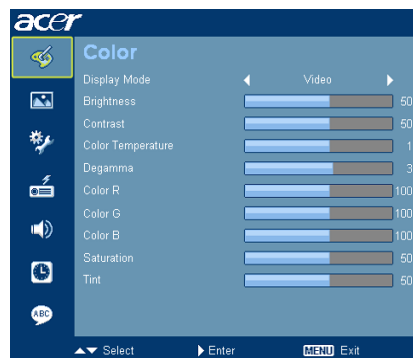 acer
Color
Display Mode Video
Brightness 50
Contrast 50
Color Temperature 1
Degamma 3
Color R 100
Color G 100
Color B 100
Saturation 50
Tint 50
ABC
Select Enter MENU Exit